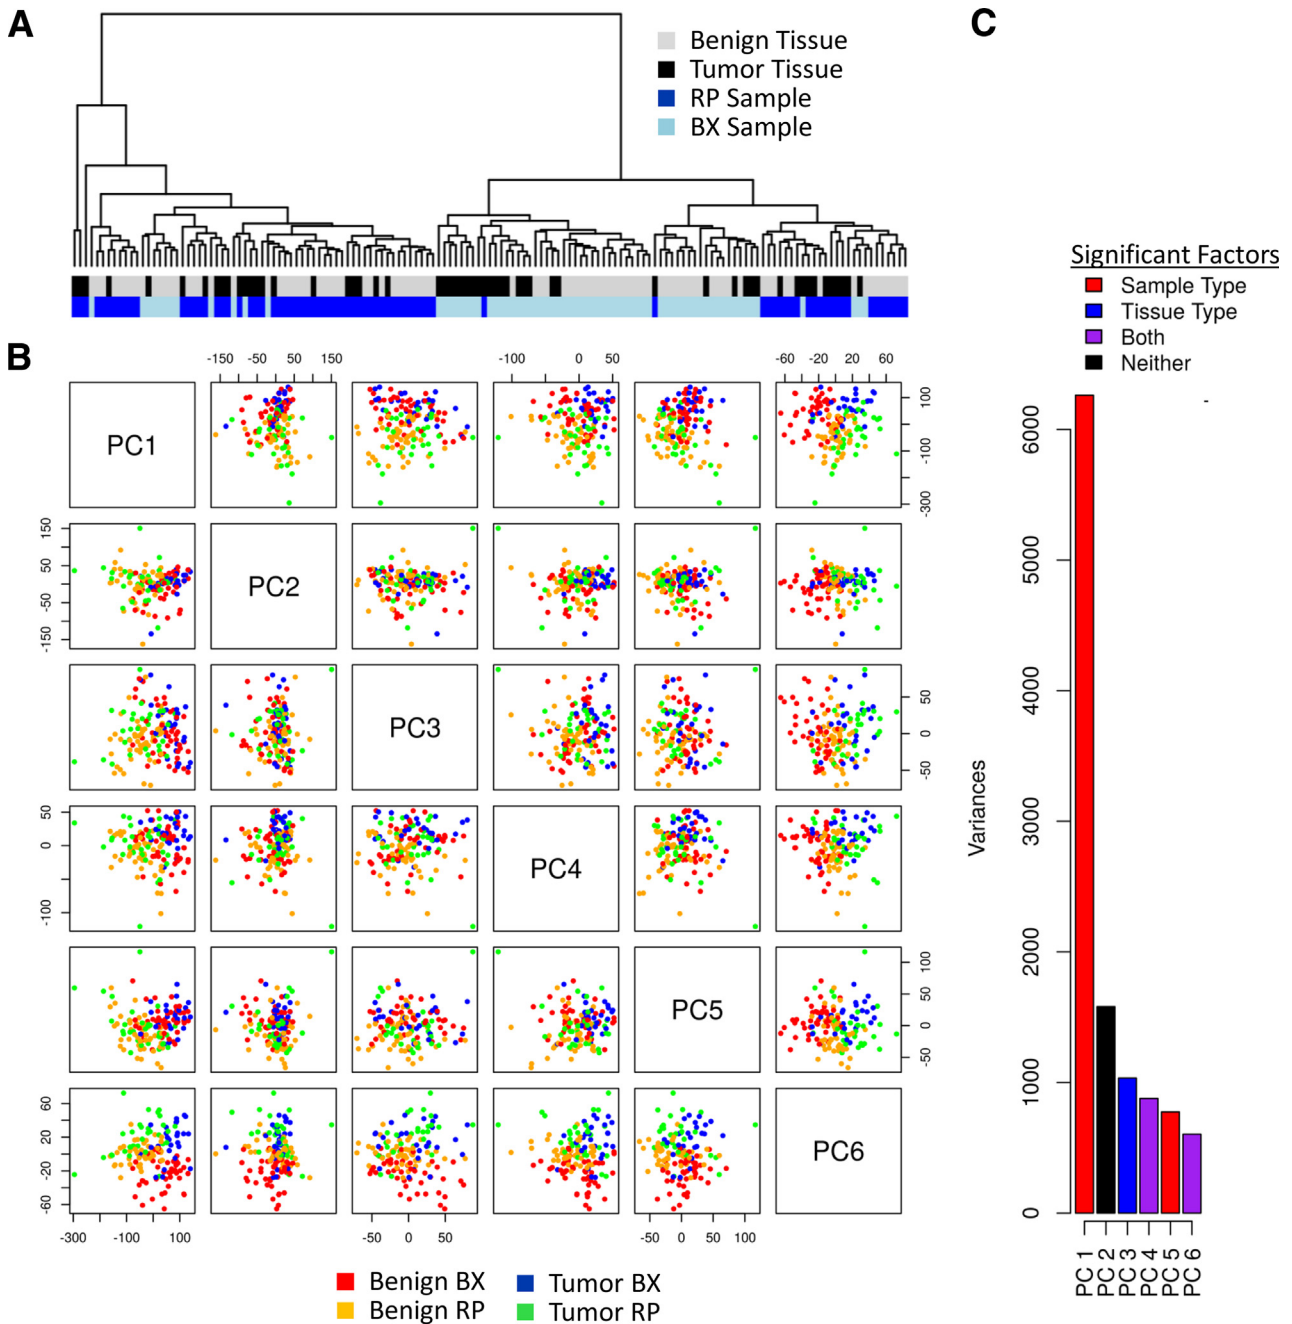 A
Benign Tissue
Tumor Tissue
RP Sample
BX Sample
B
-150 -50 50 150
-100 0 50
-60 -20 20 60
PC1
100
-100
-300
150
50
-50
-150
PC2
PC3
50
0
-50
50
0
-100
PC4
PC5
100
50
0
-50
60
20
-20
-60
PC6
-300 -100 100
-50 0 50
-50 0 50 100
Benign BX
Tumor BX
Benign RP
Tumor RP
C
Significant Factors
Sample Type
Tissue Type
Both
Neither
-
Variances
6000
5000
4000
3000
2000
1000
0
PC 1
PC 2
PC 3
PC 4
PC 5
PC 6